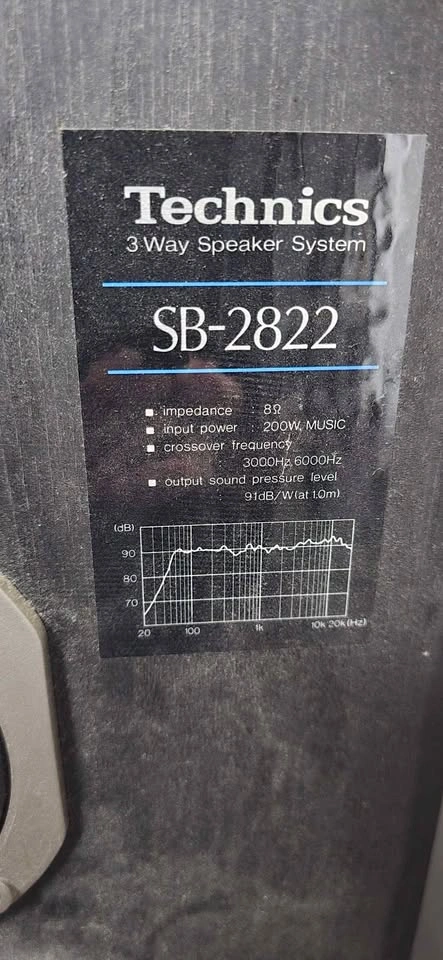 Technics
3 Way Speaker System
SB-2822
■ impedance : 8Ω
■ input power : 200W, MUSIC
■ crossover frequency
3000Hz, 6000Hz
■ output sound pressure level
91dB/W(at 1.0m)
(dB)
90
80
70
20 100 1k 10k 20k(Hz)